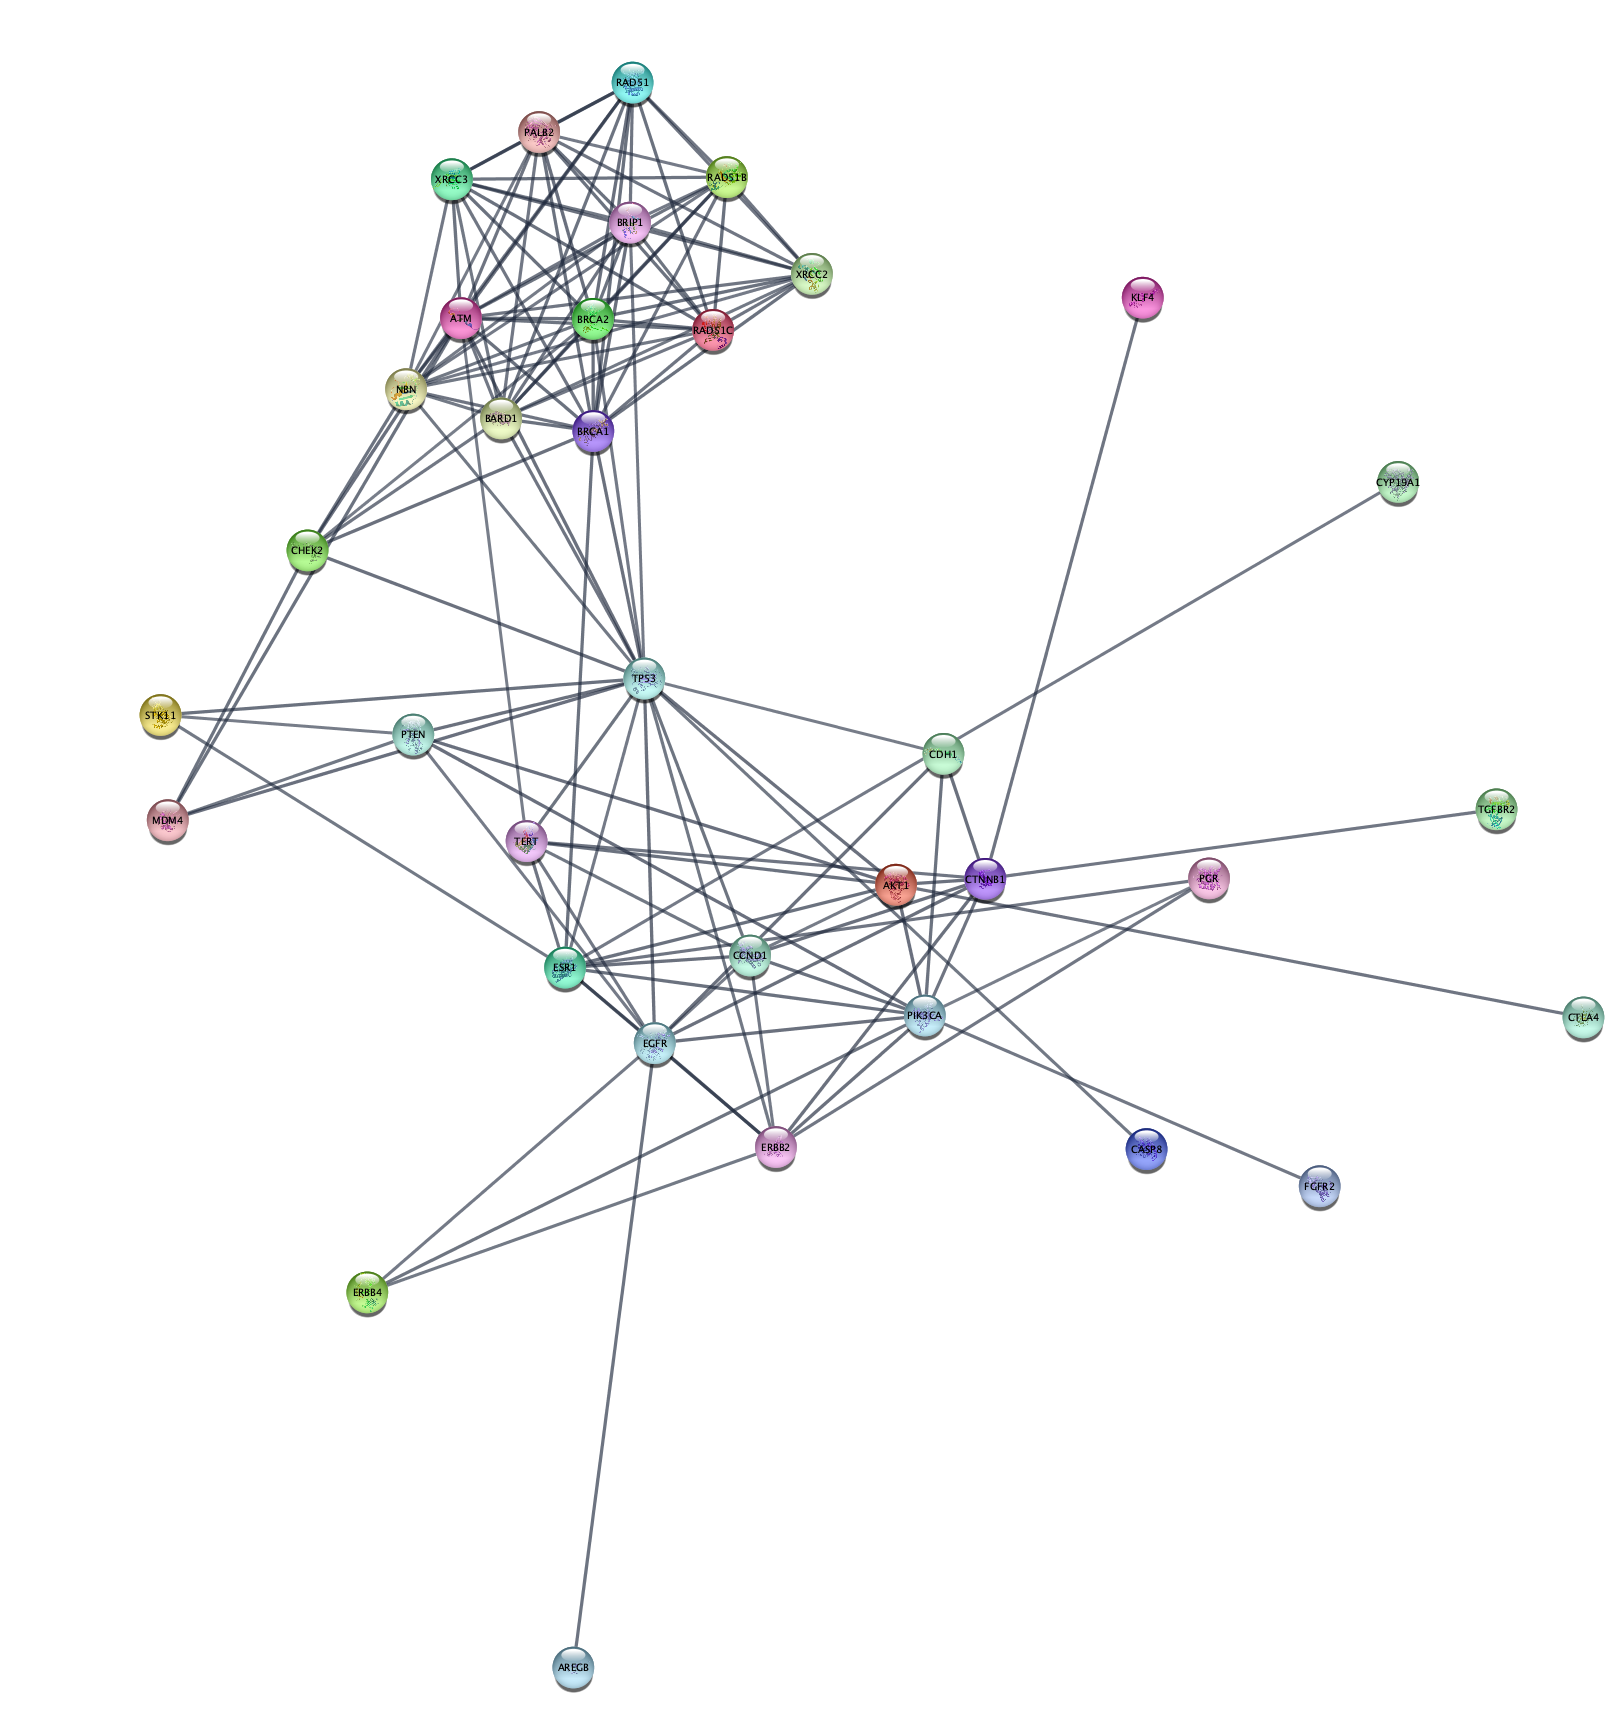 RAD51
PALB2
XRCC3
RAD51B
BRIP1
XRCC2
KLF4
ATM
BRCA2
RAD51C
NBN
BARD1
BRCA1
CYP19A1
CHEK2
TP53
STK11
PTEN
CDH1
MDM4
TERT
TGFBR2
AKT1
CTNNB1
PGR
ESR1
CCND1
PIK3CA
CTLA4
EGFR
ERBB2
CASP8
FGFR2
ERBB4
AREGB